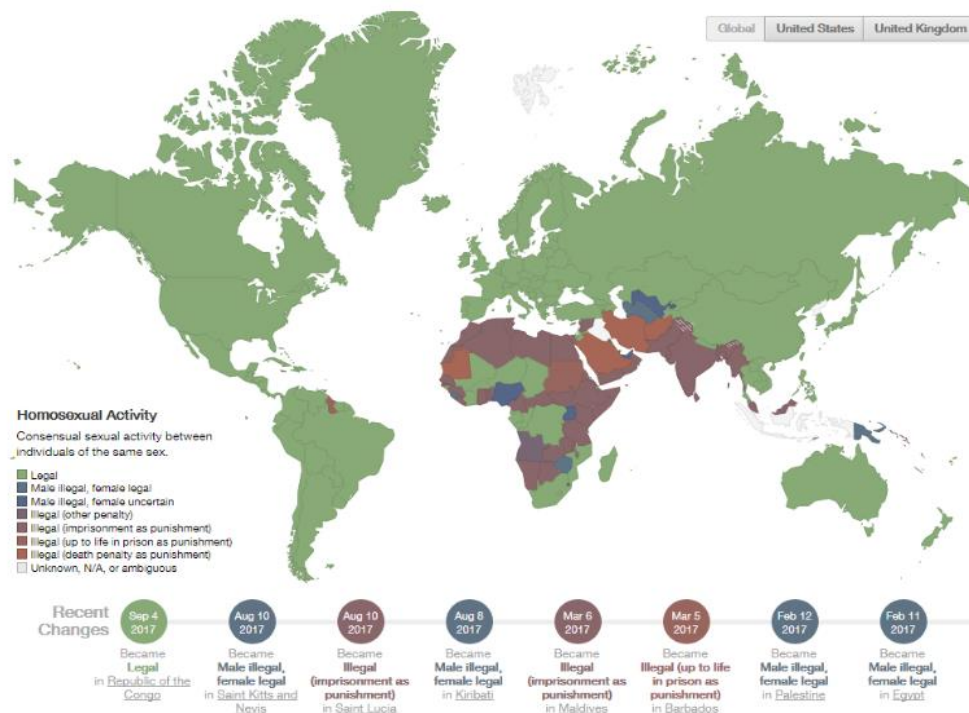 Global United States United Kingdom
Homosexual Activity
Consensual sexual activity between
individuals of the same sex.
Legal
Male illegal, female legal
Male illegal, female uncertain
Illegal (other penalty)
Illegal (imprisonment as punishment)
Illegal (up to life in prison as punishment)
Illegal (death penalty as punishment)
Unknown, N/A, or ambiguous
Recent
Changes
Sep 4
2017
Became
Legal
in Republic of the
Congo
Aug 10
2017
Became
Male illegal,
female legal
in Saint Kitts and
Nevis
Aug 10
2017
Became
Illegal
(imprisonment as
punishment)
in Saint Lucia
Aug 8
2017
Became
Male illegal,
female legal
in Kiribati
Mar 6
2017
Became
Illegal
(imprisonment as
punishment)
in Maldives
Mar 5
2017
Became
Illegal (up to life
in prison as
punishment)
in Barbados
Feb 12
2017
Became
Male illegal,
female legal
in Palestine
Feb 11
2017
Became
Male illegal,
female legal
in Egypt